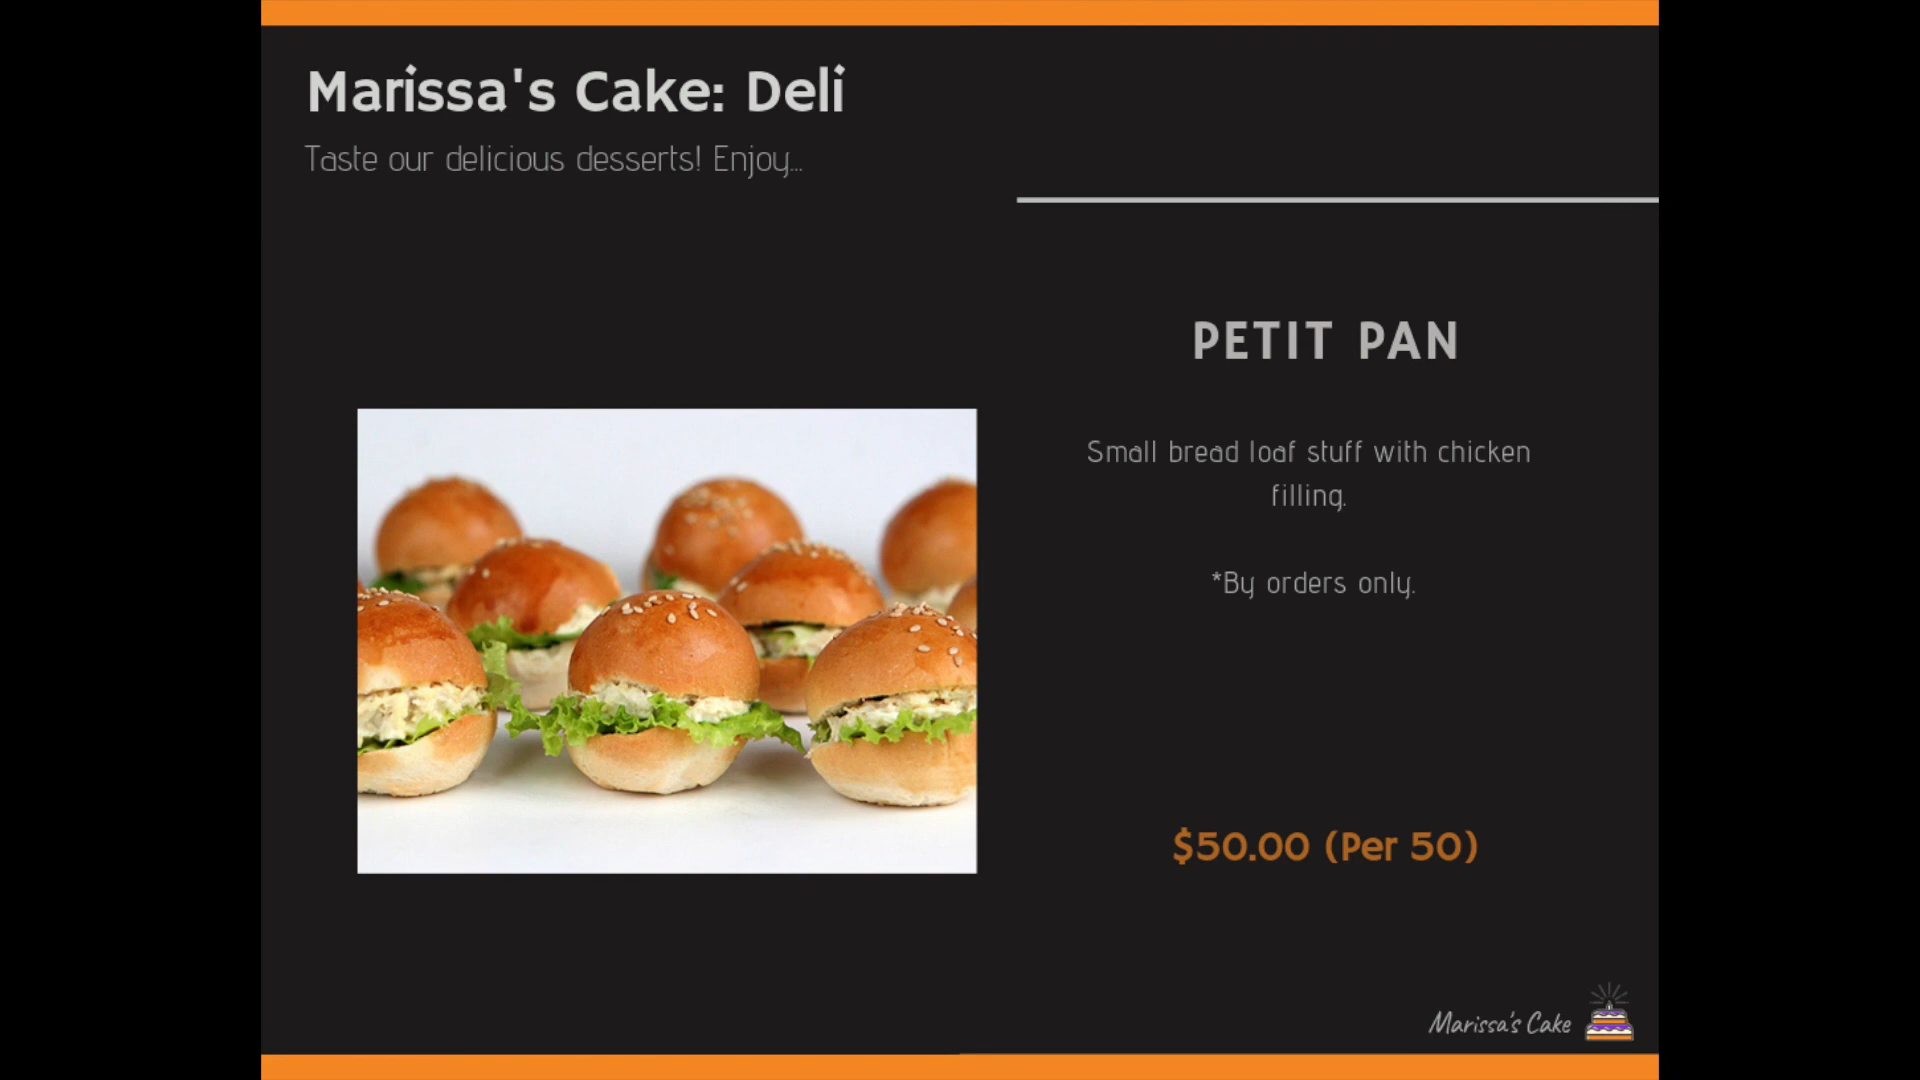 Marissa's Cake: Deli
Taste our delicious desserts! Enjoy...
PETIT PAN
Small bread loaf stuff with chicken
filling.
*By orders only.
$50.00 (Per 50)
Marissa's Cake